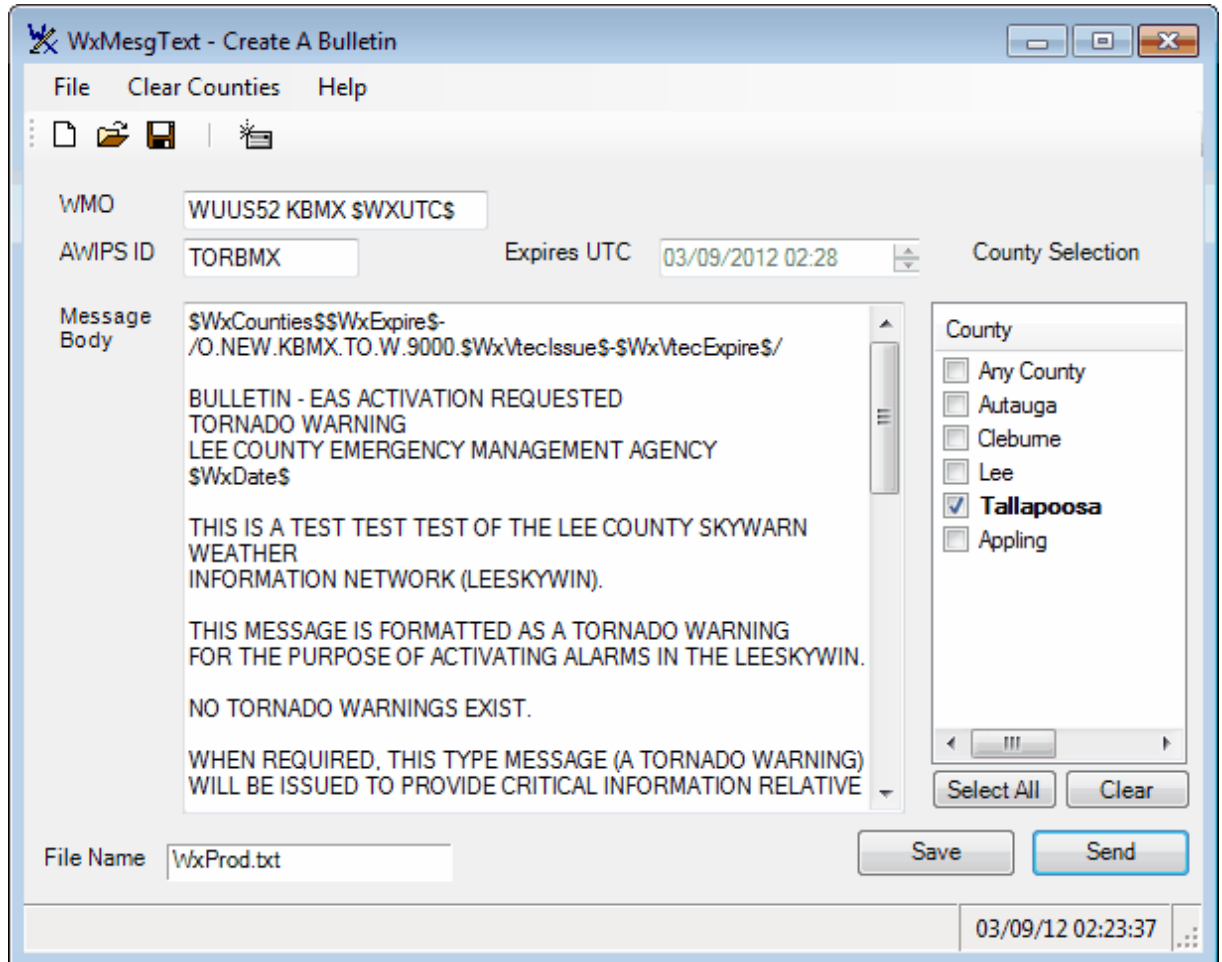 WxMesgText - Create A Bulletin
File Clear Counties Help
WMO WUUS52 KBMX $WXUTC$
AWIPS ID TORBMX Expires UTC 03/09/2012 02:28 County Selection
Message
Body
$WxCounties$$WxExpire$-
/O.NEW.KBMX.TO.W.9000.$WxVtecIssue$-$WxVtecExpire$/
BULLETIN - EAS ACTIVATION REQUESTED
TORNADO WARNING
LEE COUNTY EMERGENCY MANAGEMENT AGENCY
$WxDate$
THIS IS A TEST TEST TEST OF THE LEE COUNTY SKYWARN
WEATHER
INFORMATION NETWORK (LEESKYWIN).
THIS MESSAGE IS FORMATTED AS A TORNADO WARNING
FOR THE PURPOSE OF ACTIVATING ALARMS IN THE LEESKYWIN.
NO TORNADO WARNINGS EXIST.
WHEN REQUIRED, THIS TYPE MESSAGE (A TORNADO WARNING)
WILL BE ISSUED TO PROVIDE CRITICAL INFORMATION RELATIVE
County
Any County
Autauga
Cleburne
Lee
Tallapoosa
Appling
Select All Clear
File Name WxProd.txt Save Send
03/09/12 02:23:37